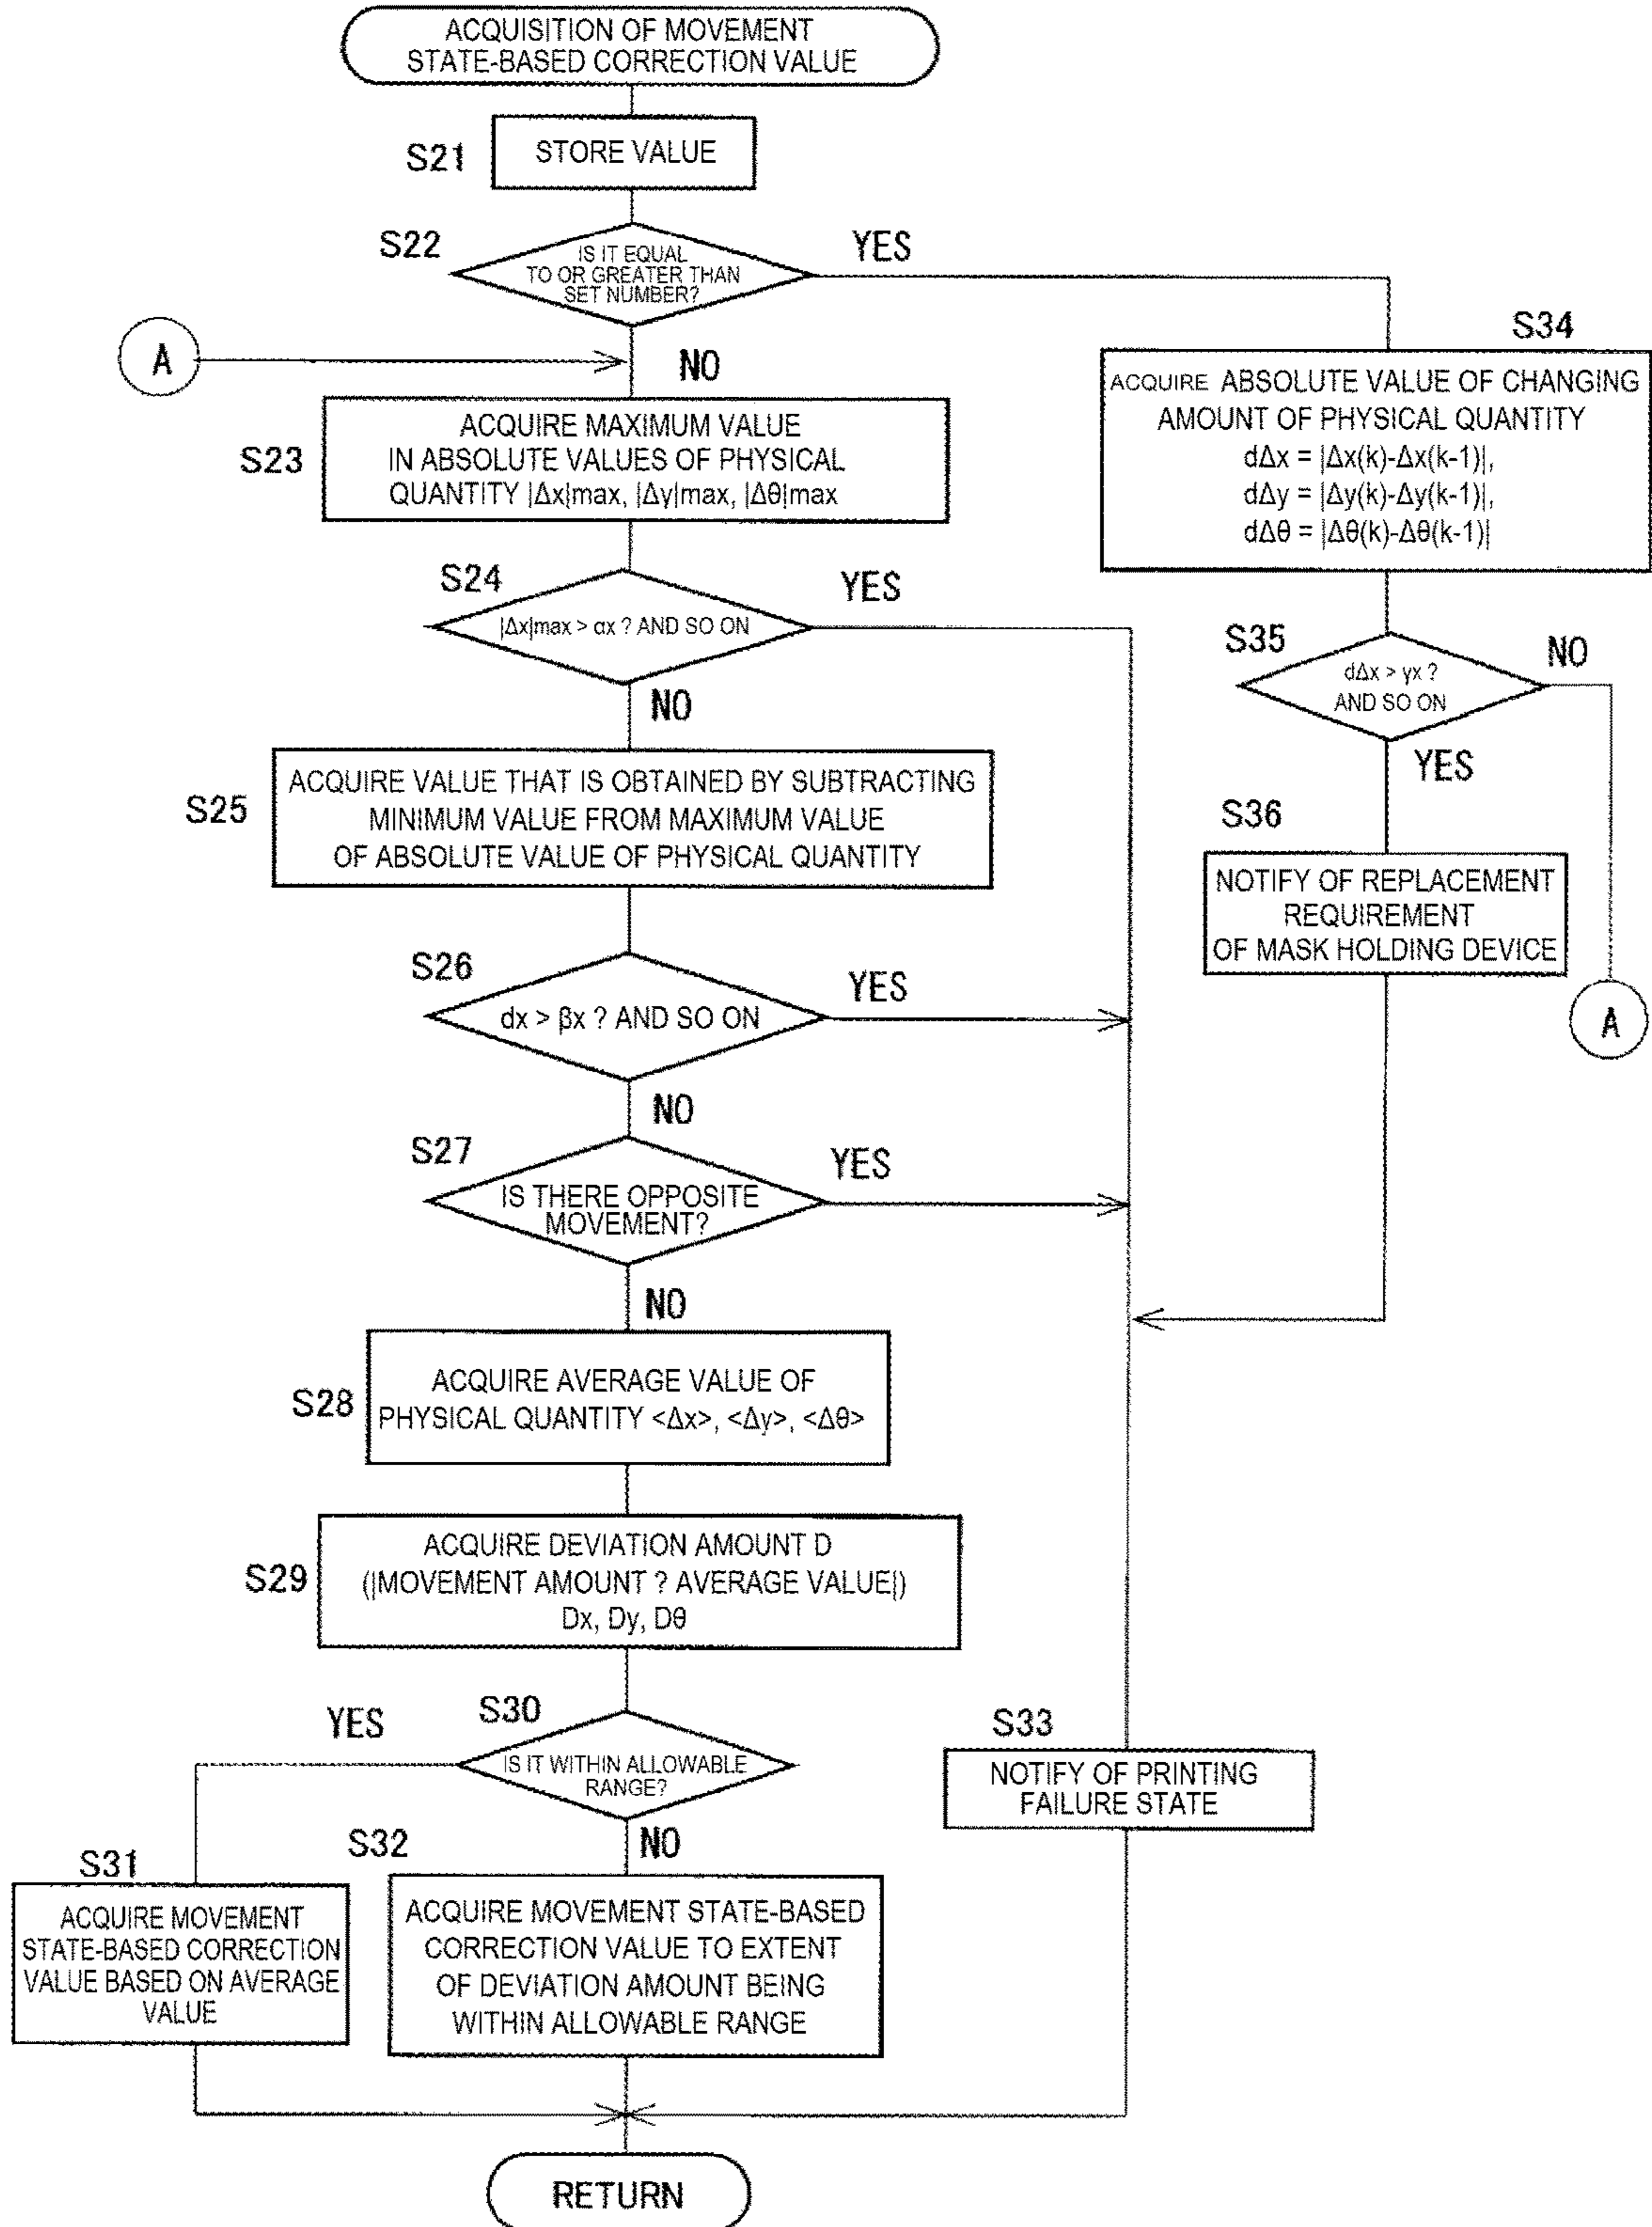 ACQUISITION OF MOVEMENT
STATE-BASED CORRECTION VALUE
S21
STORE VALUE
S22
IS IT EQUAL
TO OR GREATER THAN
SET NUMBER?
YES
NO
A
S23
ACQUIRE MAXIMUM VALUE
IN ABSOLUTE VALUES OF PHYSICAL
QUANTITY |Δx|max, |Δy|max, |Δθ|max
S24
|Δx|max > αx ? AND SO ON
YES
NO
S25
ACQUIRE VALUE THAT IS OBTAINED BY SUBTRACTING
MINIMUM VALUE FROM MAXIMUM VALUE
OF ABSOLUTE VALUE OF PHYSICAL QUANTITY
S26
dx > βx ? AND SO ON
YES
NO
S27
IS THERE OPPOSITE
MOVEMENT?
YES
NO
S28
ACQUIRE AVERAGE VALUE OF
PHYSICAL QUANTITY <Δx>, <Δy>, <Δθ>
S29
ACQUIRE DEVIATION AMOUNT D
(|MOVEMENT AMOUNT ? AVERAGE VALUE|)
Dx, Dy, Dθ
S30
IS IT WITHIN ALLOWABLE
RANGE?
YES
NO
S31
ACQUIRE MOVEMENT
STATE-BASED CORRECTION
VALUE BASED ON AVERAGE
VALUE
S32
ACQUIRE MOVEMENT STATE-BASED
CORRECTION VALUE TO EXTENT
OF DEVIATION AMOUNT BEING
WITHIN ALLOWABLE RANGE
S33
NOTIFY OF PRINTING
FAILURE STATE
S34
ACQUIRE ABSOLUTE VALUE OF CHANGING
AMOUNT OF PHYSICAL QUANTITY
dΔx = |Δx(k)-Δx(k-1)|,
dΔy = |Δy(k)-Δy(k-1)|,
dΔθ = |Δθ(k)-Δθ(k-1)|
S35
dΔx > γx ?
AND SO ON
NO
YES
S36
NOTIFY OF REPLACEMENT
REQUIREMENT
OF MASK HOLDING DEVICE
A
RETURN